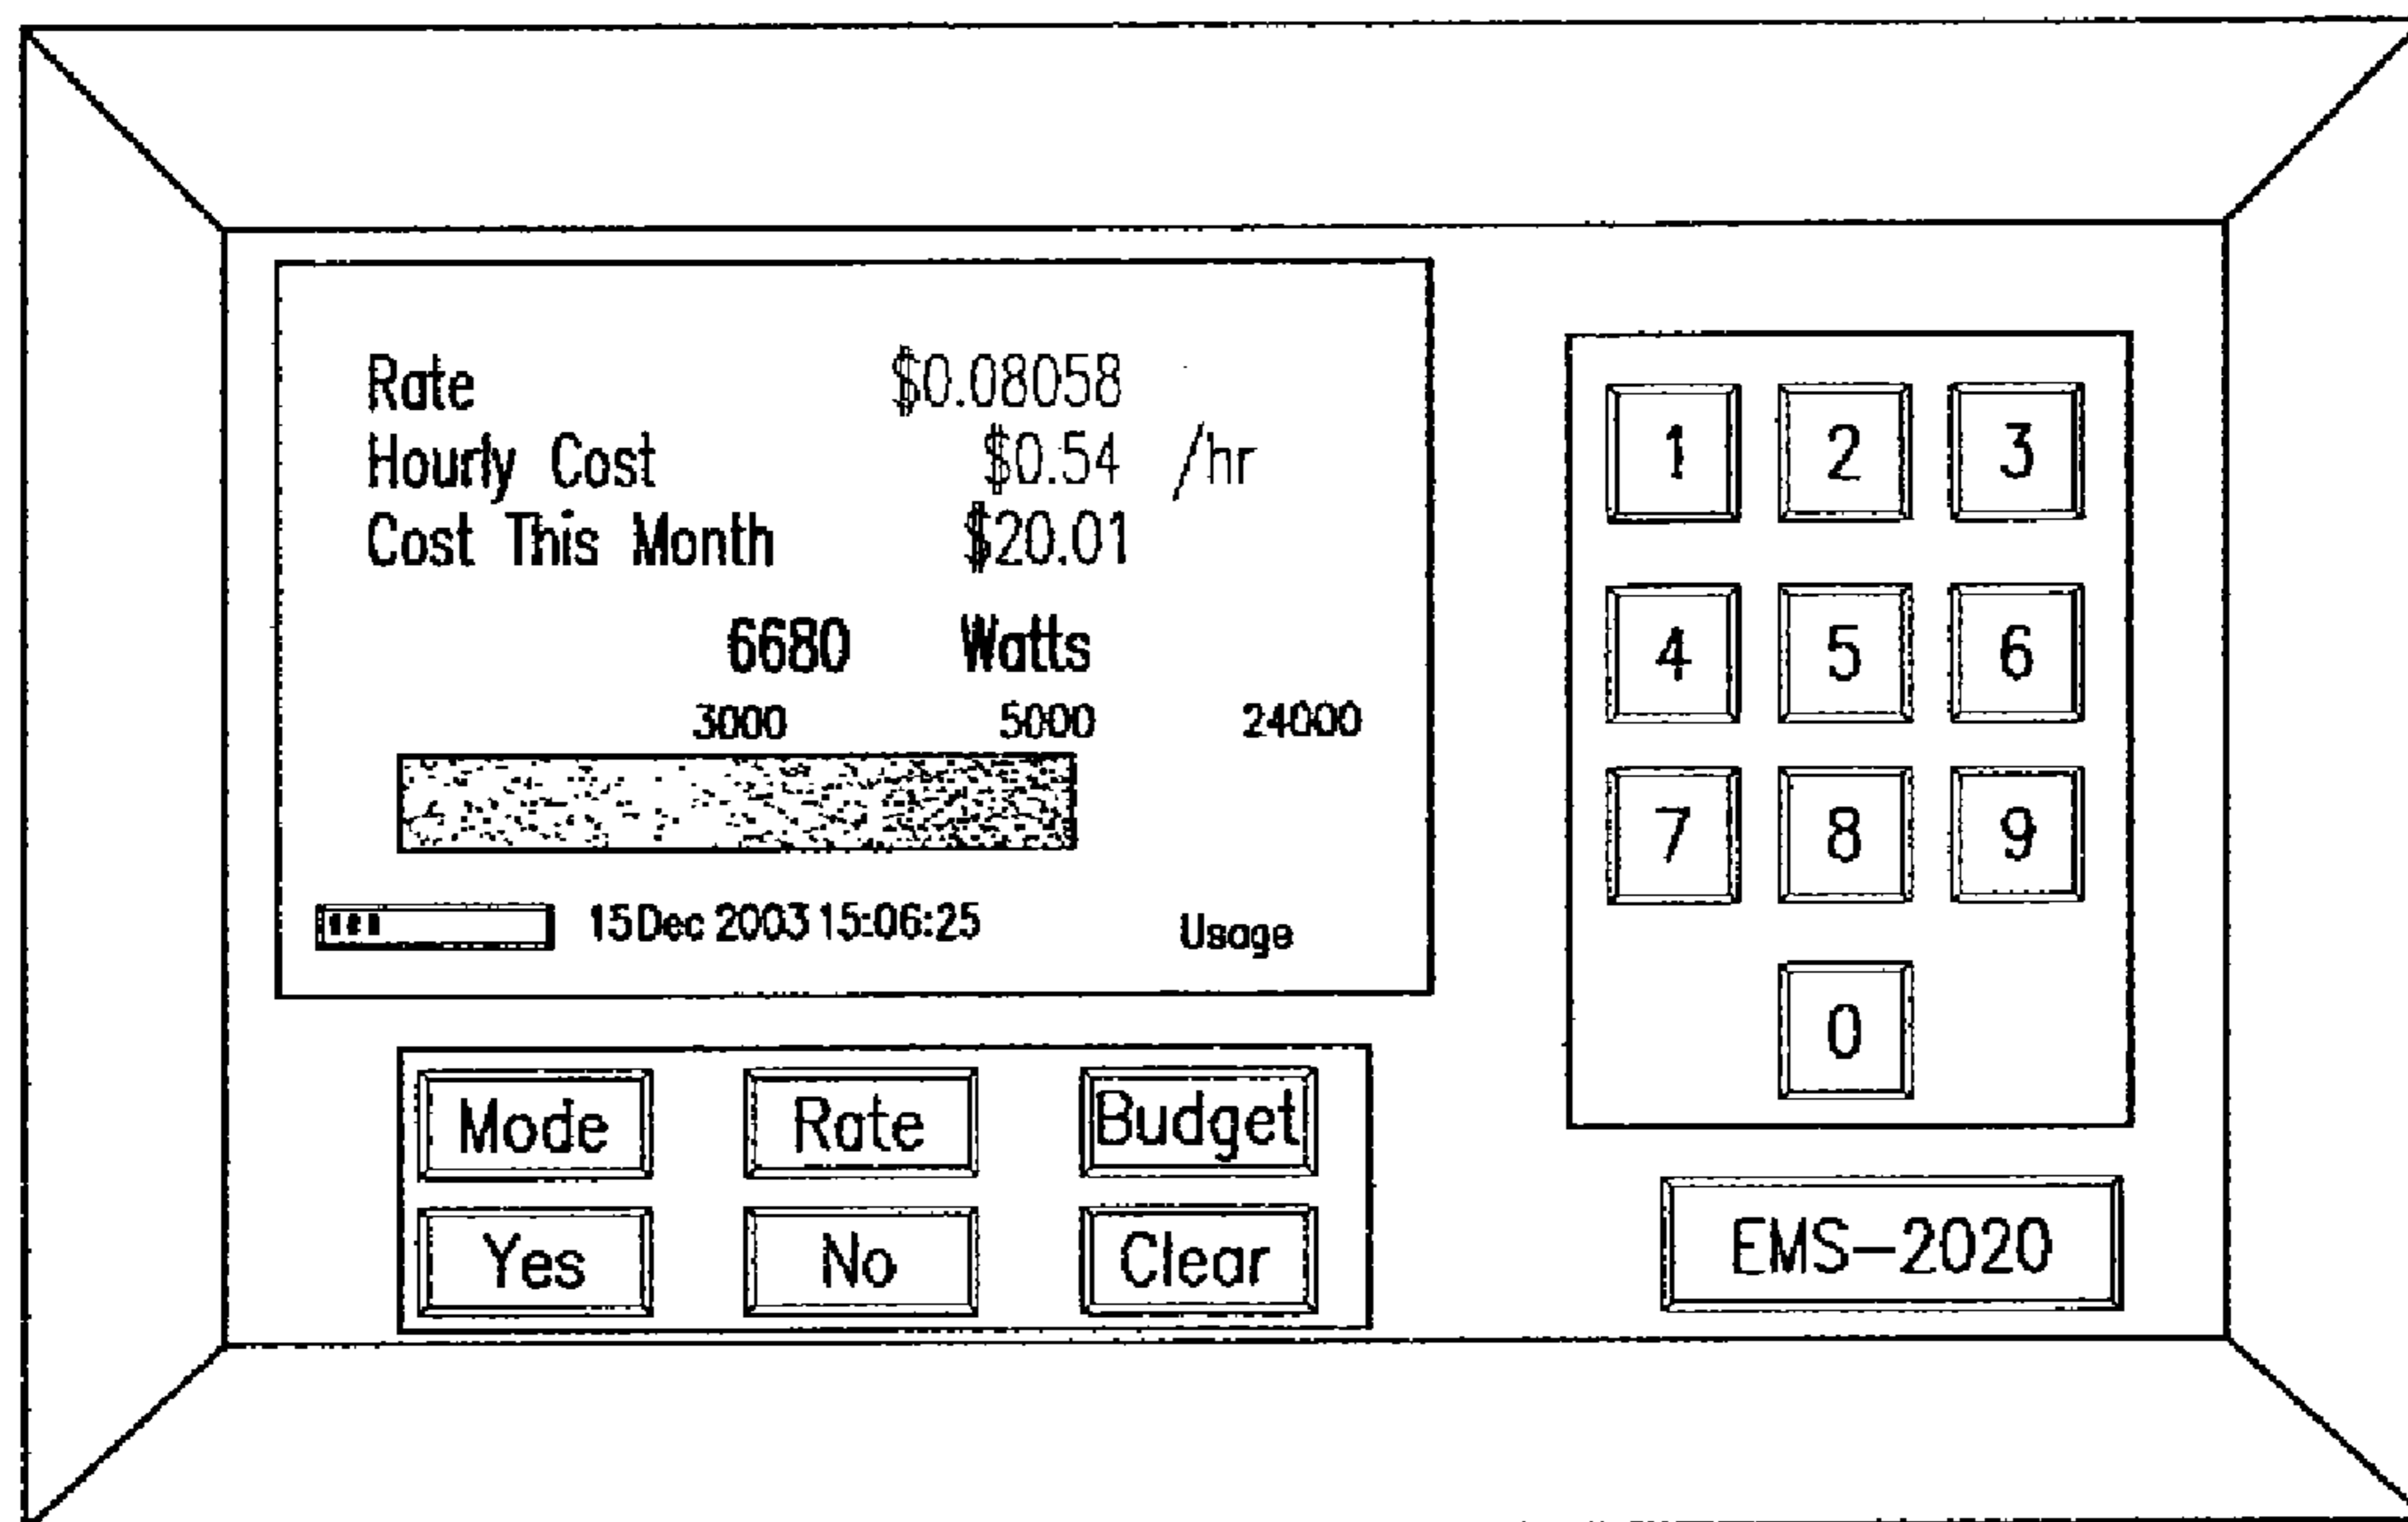 Rate $0.08058
Hourly Cost $0.54 /hr
Cost This Month $20.01
6680 Watts
3000 5000 24000
15 Dec 2003 15:06:25 Usage
Mode Rate Budget
Yes No Clear
1 2 3
4 5 6
7 8 9
0
EMS-2020